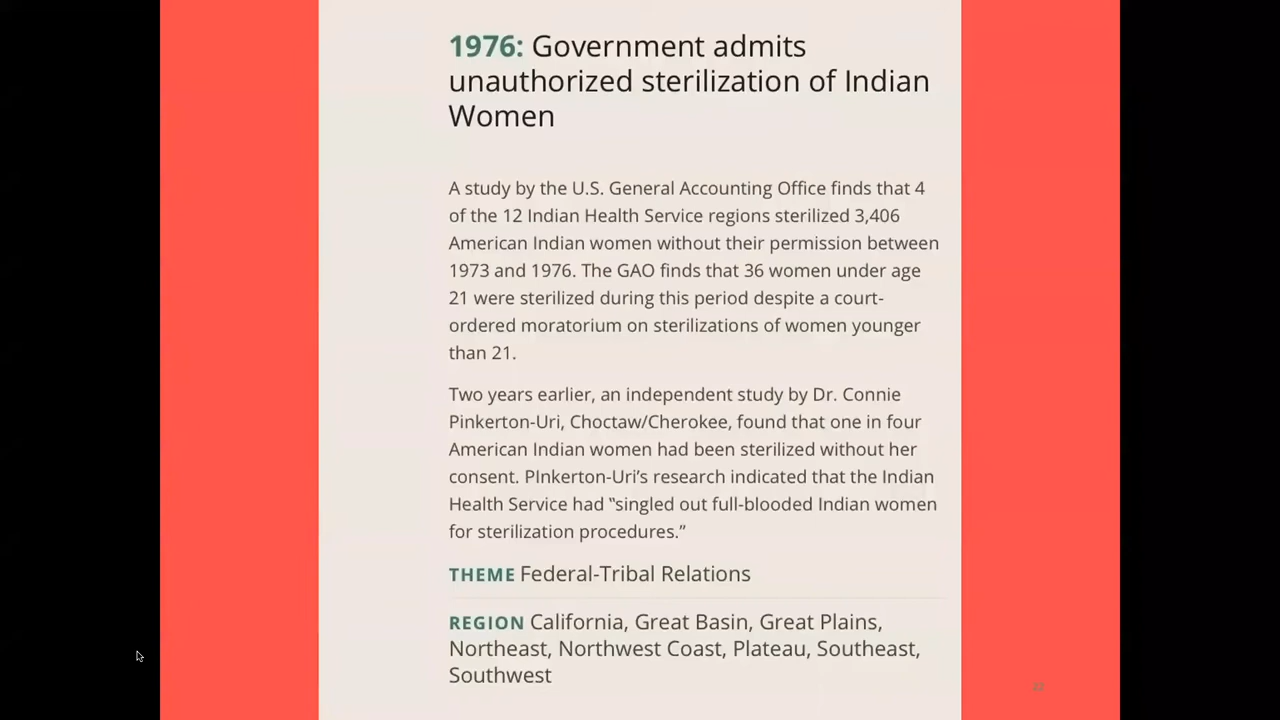 1976: Government admits
unauthorized sterilization of Indian
Women
A study by the U.S. General Accounting Office finds that 4
of the 12 Indian Health Service regions sterilized 3,406
American Indian women without their permission between
1973 and 1976. The GAO finds that 36 women under age
21 were sterilized during this period despite a court-
ordered moratorium on sterilizations of women younger
than 21.
Two years earlier, an independent study by Dr. Connie
Pinkerton-Uri, Choctaw/Cherokee, found that one in four
American Indian women had been sterilized without her
consent. PInkerton-Uri’s research indicated that the Indian
Health Service had “singled out full-blooded Indian women
for sterilization procedures.”
THEME Federal-Tribal Relations
REGION California, Great Basin, Great Plains,
Northeast, Northwest Coast, Plateau, Southeast,
Southwest